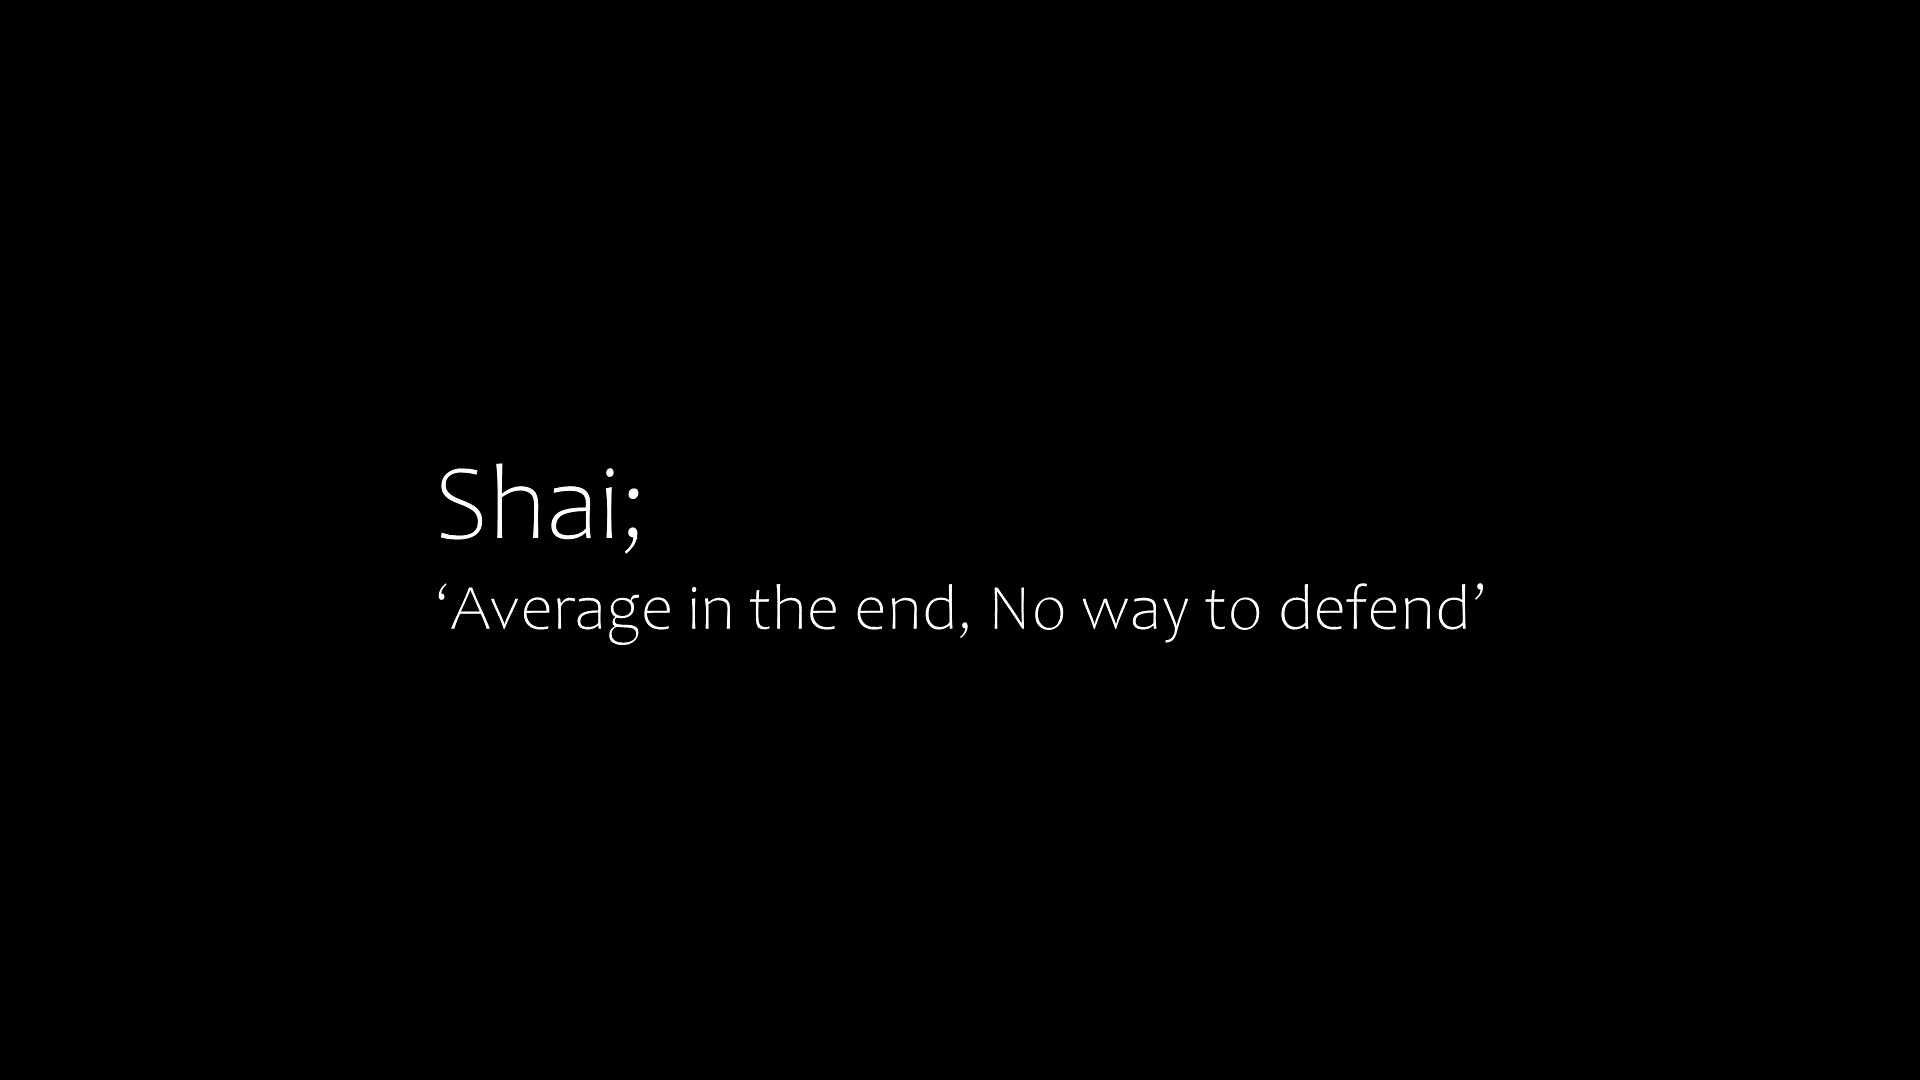 Shai;
‘Average in the end, No way to defend’